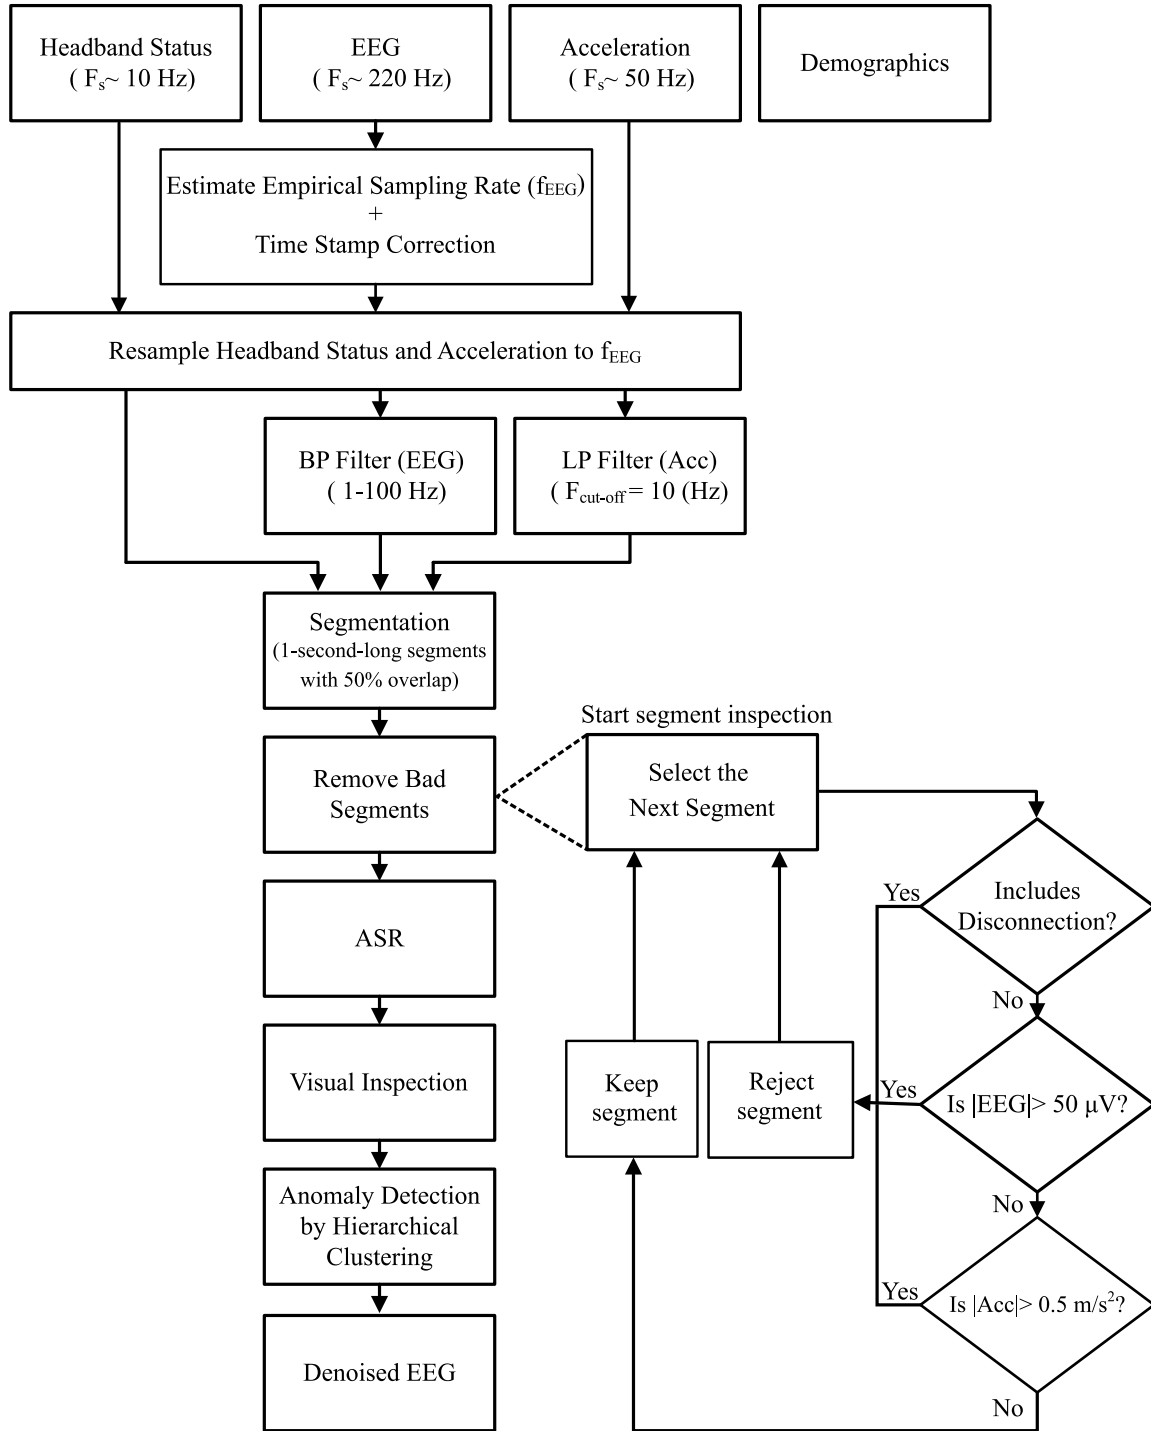 Headband Status
( Fs~ 10 Hz)
EEG
( Fs~ 220 Hz)
Acceleration
( Fs~ 50 Hz)
Demographics
Estimate Empirical Sampling Rate (fEEG)
+
Time Stamp Correction
Resample Headband Status and Acceleration to fEEG
BP Filter (EEG)
( 1-100 Hz)
LP Filter (Acc)
( Fcut-off = 10 (Hz)
Segmentation
(1-second-long segments
with 50% overlap)
Start segment inspection
Remove Bad
Segments
Select the
Next Segment
Includes
Disconnection?
Yes
No
ASR
Visual Inspection
Keep
segment
Reject
segment
Yes
Is |EEG|> 50 μV?
No
Anomaly Detection
by Hierarchical
Clustering
Yes
Is |Acc|> 0.5 m/s²?
No
Denoised EEG